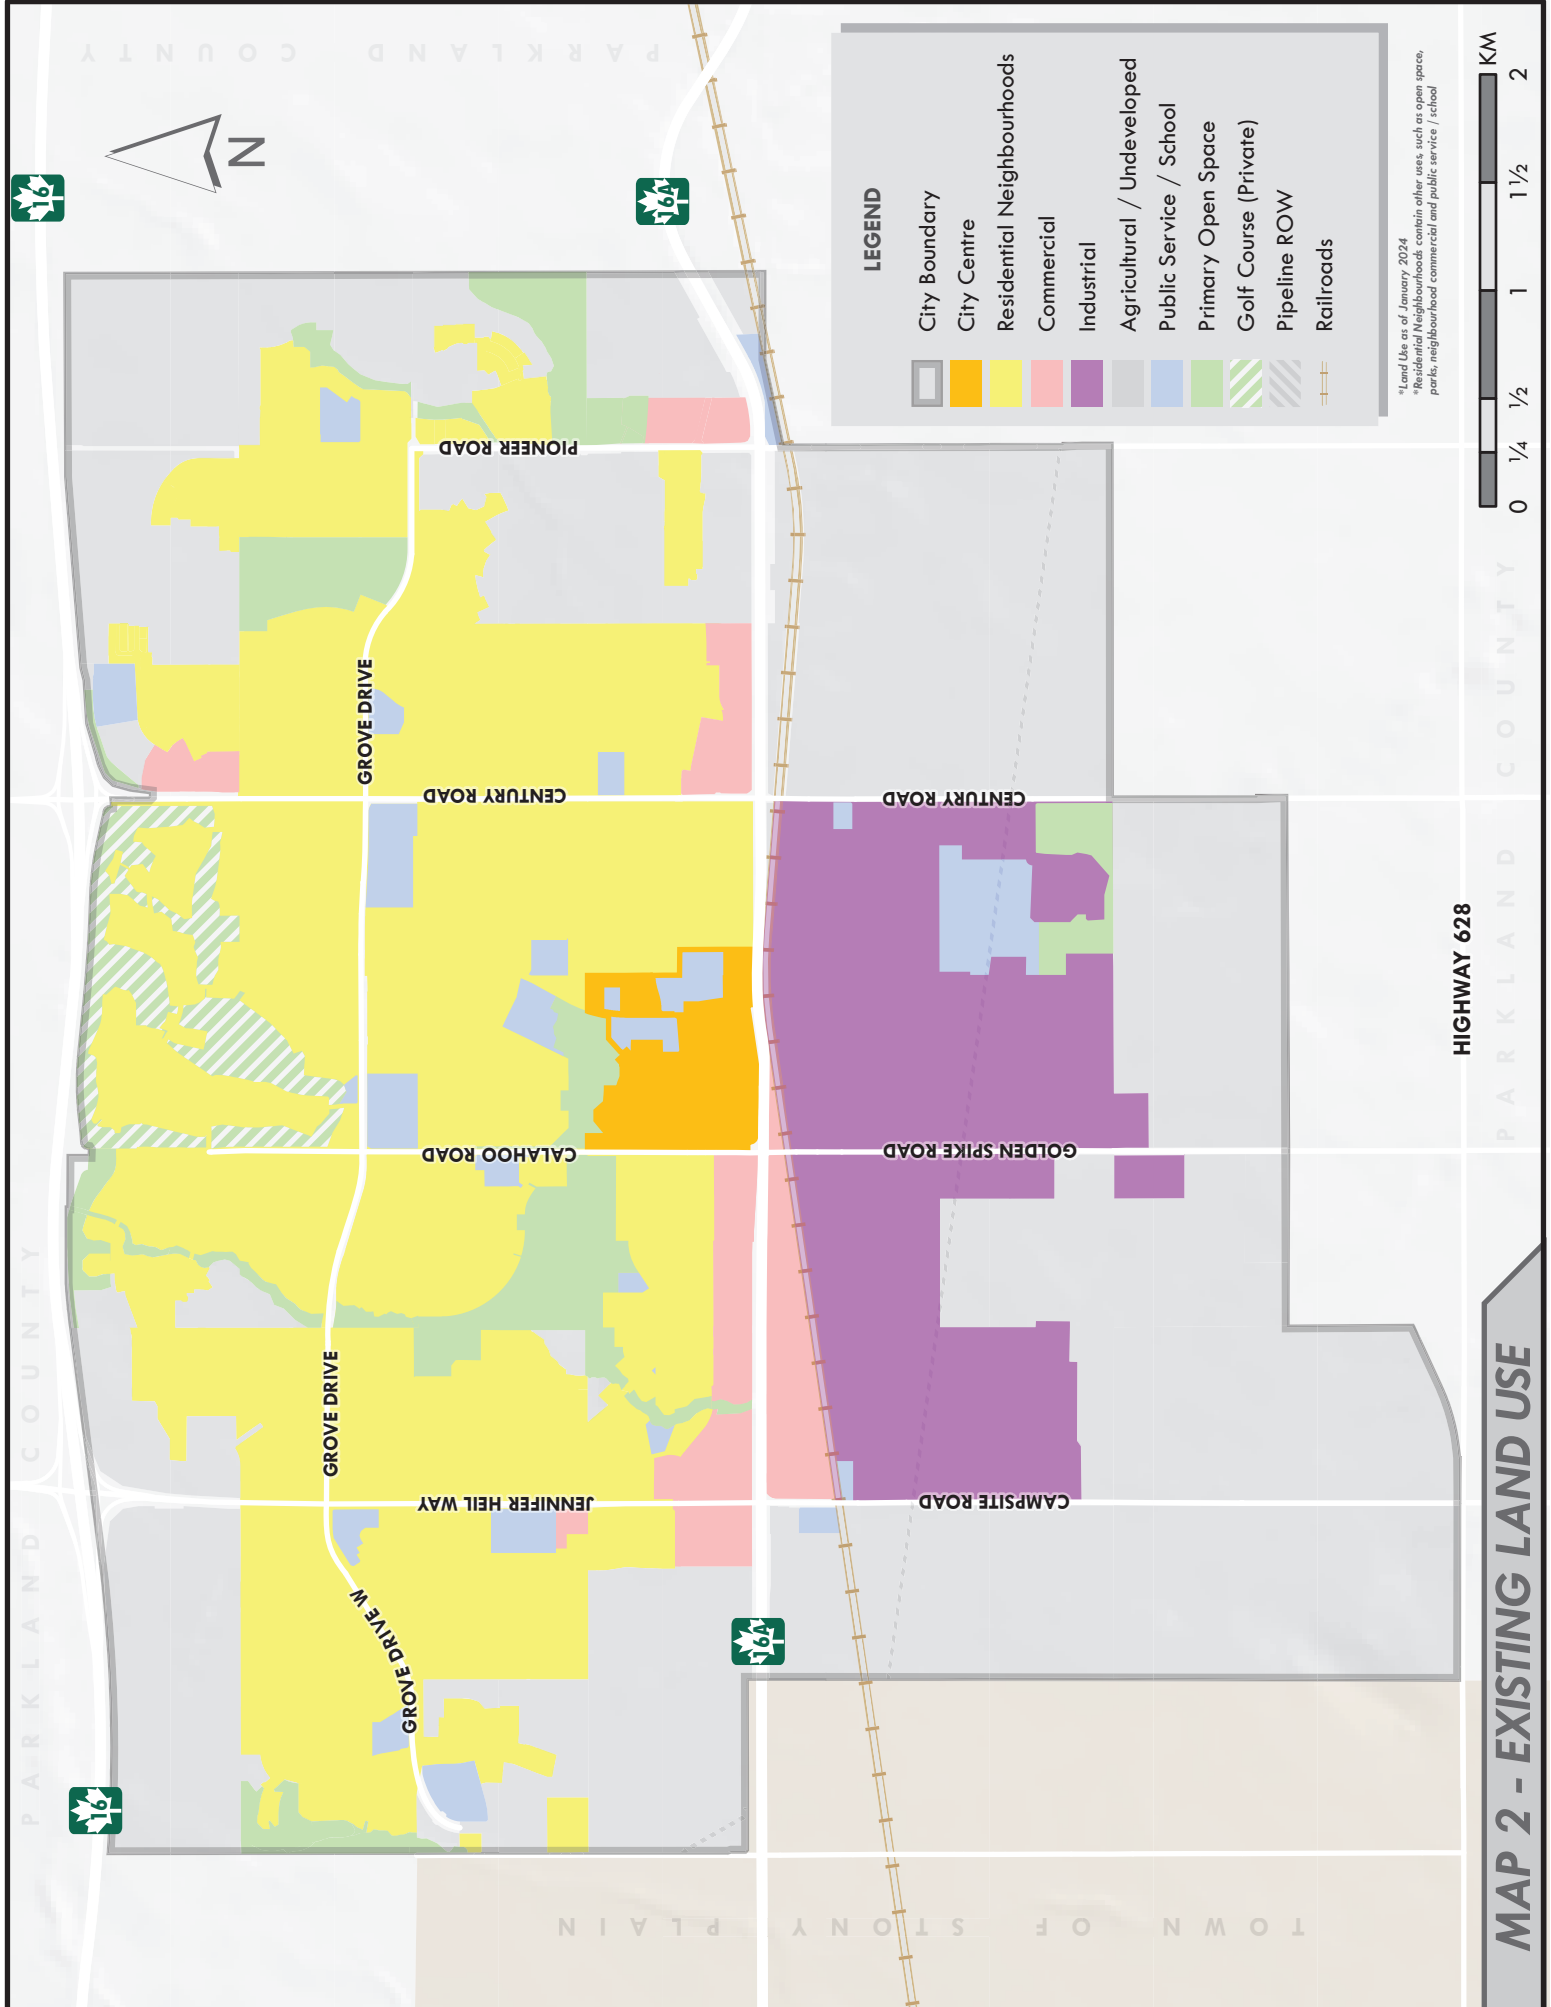 PARKLAND COUNTY
PARKLAND COUNTY
16
16
N
16A
16A
GROVE DRIVE
GROVE DRIVE
GROVE DRIVE W
PIONEER ROAD
CENTURY ROAD
CENTURY ROAD
CALAHOO ROAD
GOLDEN SPIKE ROAD
JENNIFER HEIL WAY
CAMPSITE ROAD
HIGHWAY 628
PARKLAND COUNTY
TOWN OF STONY PLAIN
LEGEND
City Boundary
City Centre
Residential Neighbourhoods
Commercial
Industrial
Agricultural / Undeveloped
Public Service / School
Primary Open Space
Golf Course (Private)
Pipeline ROW
Railroads
*Land Use as of January 2024
*Residential Neighbourhoods contain other uses, such as open space,
parks, neighbourhood commercial and public service / school
0 ¼ ½ 1 1½ 2 KM
MAP 2 - EXISTING LAND USE